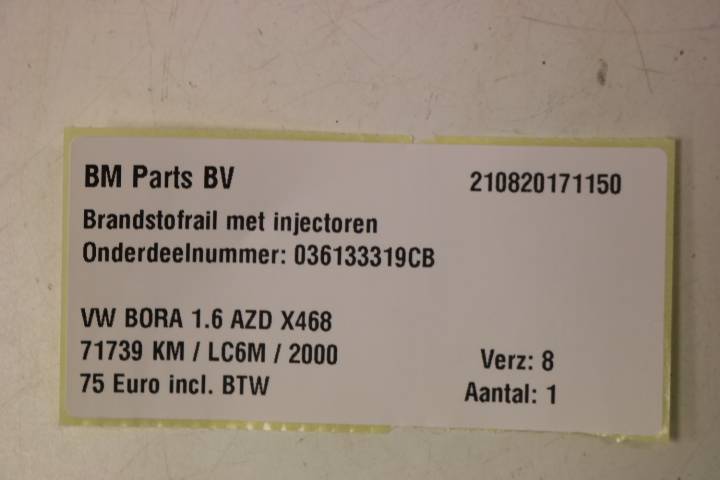 BM Parts BV 210820171150
Brandstofrail met injectoren
Onderdeelnummer: 036133319CB
VW BORA 1.6 AZD X468
71739 KM / LC6M / 2000 Verz: 8
75 Euro incl. BTW Aantal: 1